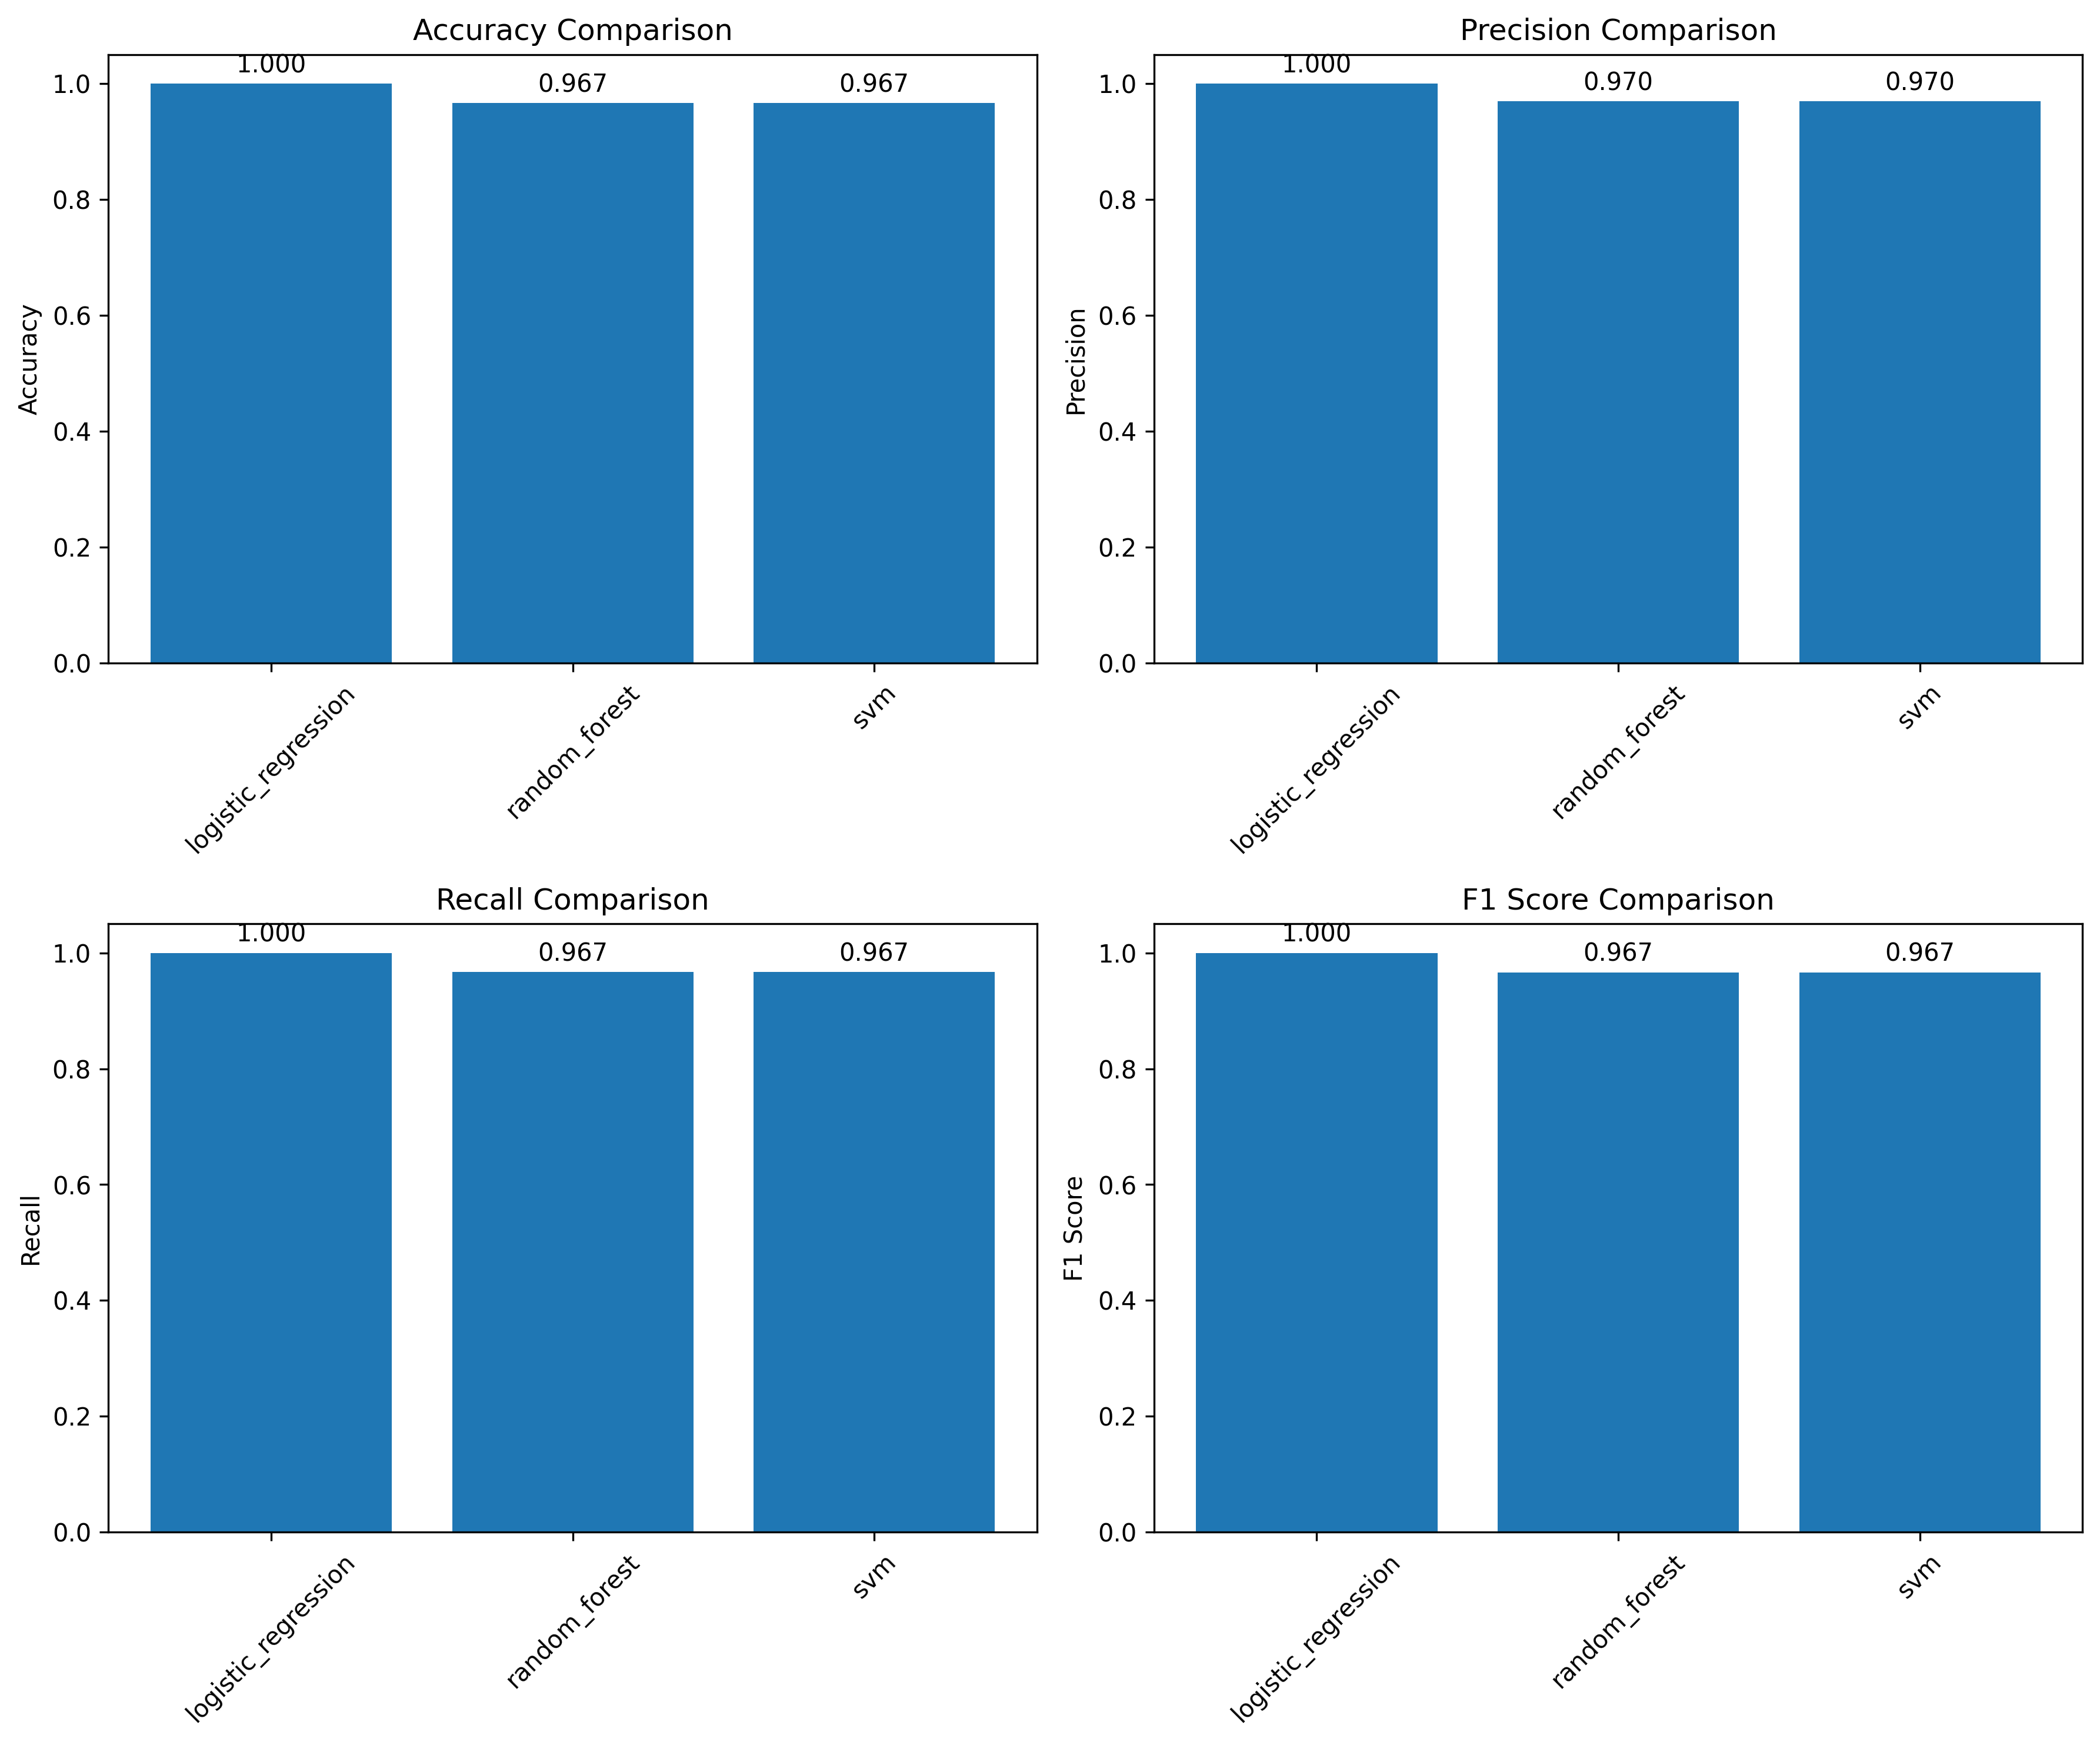 Accuracy Comparison
1.000
0.967
0.967
1.0
0.8
0.6
0.4
0.2
0.0
Accuracy
logistic_regression
random_forest
svm
Precision Comparison
1.000
0.970
0.970
1.0
0.8
0.6
0.4
0.2
0.0
Precision
logistic_regression
random_forest
svm
Recall Comparison
1.000
0.967
0.967
1.0
0.8
0.6
0.4
0.2
0.0
Recall
logistic_regression
random_forest
svm
F1 Score Comparison
1.000
0.967
0.967
1.0
0.8
0.6
0.4
0.2
0.0
F1 Score
logistic_regression
random_forest
svm